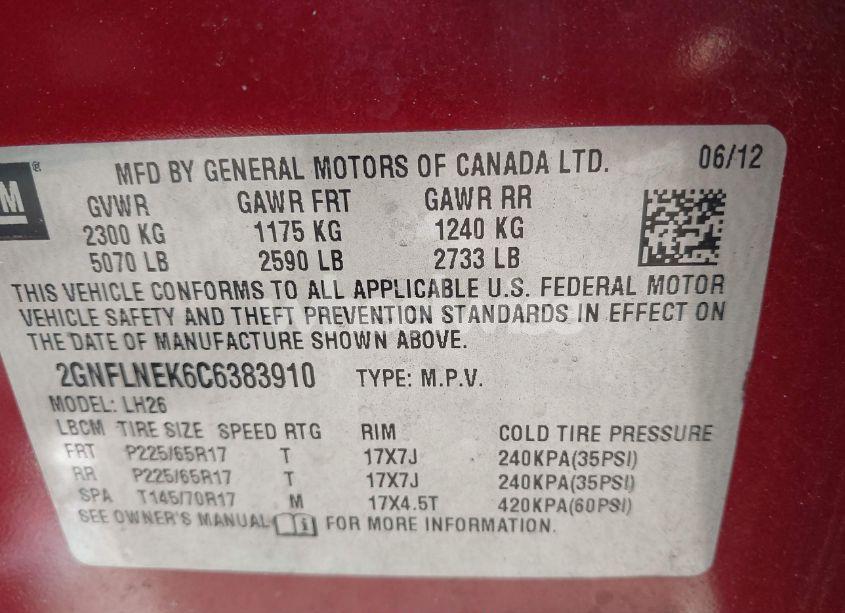 M ®
MFD BY GENERAL MOTORS OF CANADA LTD. 06/12
GVWR GAWR FRT GAWR RR
2300 KG 1175 KG 1240 KG
5070 LB 2590 LB 2733 LB
THIS VEHICLE CONFORMS TO ALL APPLICABLE U.S. FEDERAL MOTOR
VEHICLE SAFETY AND THEFT PREVENTION STANDARDS IN EFFECT ON
THE DATE OF MANUFACTURE SHOWN ABOVE.
2GNFLNEK6C6383910 TYPE: M.P.V.
MODEL: LH26
LBCM TIRE SIZE SPEED RTG RIM COLD TIRE PRESSURE
FRT P225/65R17 T 17X7J 240KPA(35PSI)
RR P225/65R17 T 17X7J 240KPA(35PSI)
SPA T145/70R17 M 17X4.5T 420KPA(60PSI)
SEE OWNER'S MANUAL FOR MORE INFORMATION.